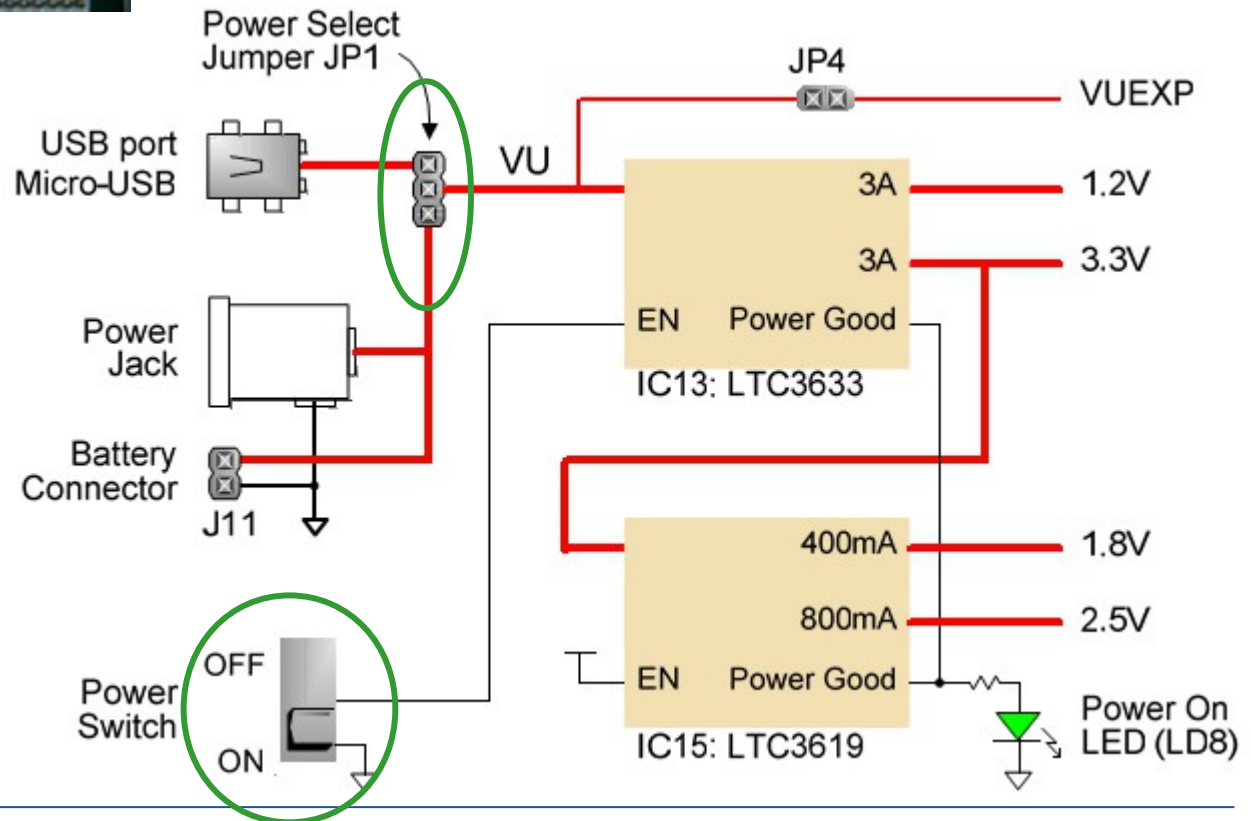 Power Select
Jumper JP1
JP4
VUEXP
USB port
Micro-USB
VU
3A
1.2V
3A
3.3V
EN
Power Good
IC13: LTC3633
Power
Jack
Battery
Connector
J11
400mA
1.8V
800mA
2.5V
EN
Power Good
IC15: LTC3619
OFF
Power
Switch
ON
Power On
LED (LD8)